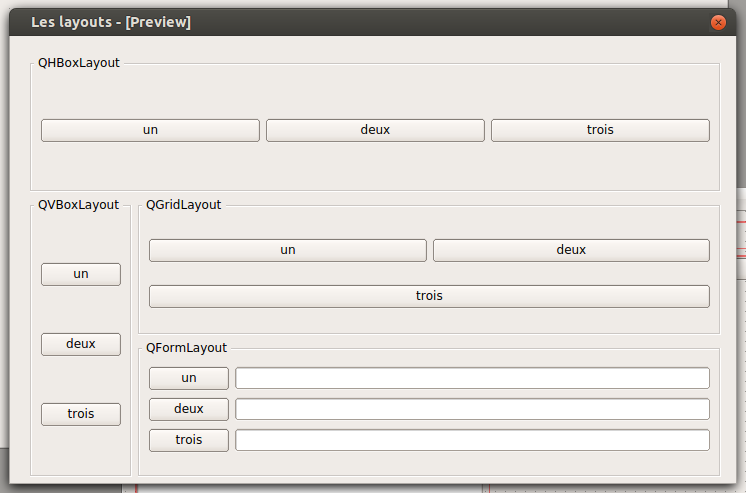 Les layouts - [Preview]
QHBoxLayout
un deux trois
QVBoxLayout
un
deux
trois
QGridLayout
un deux
trois
QFormLayout
un
deux
trois